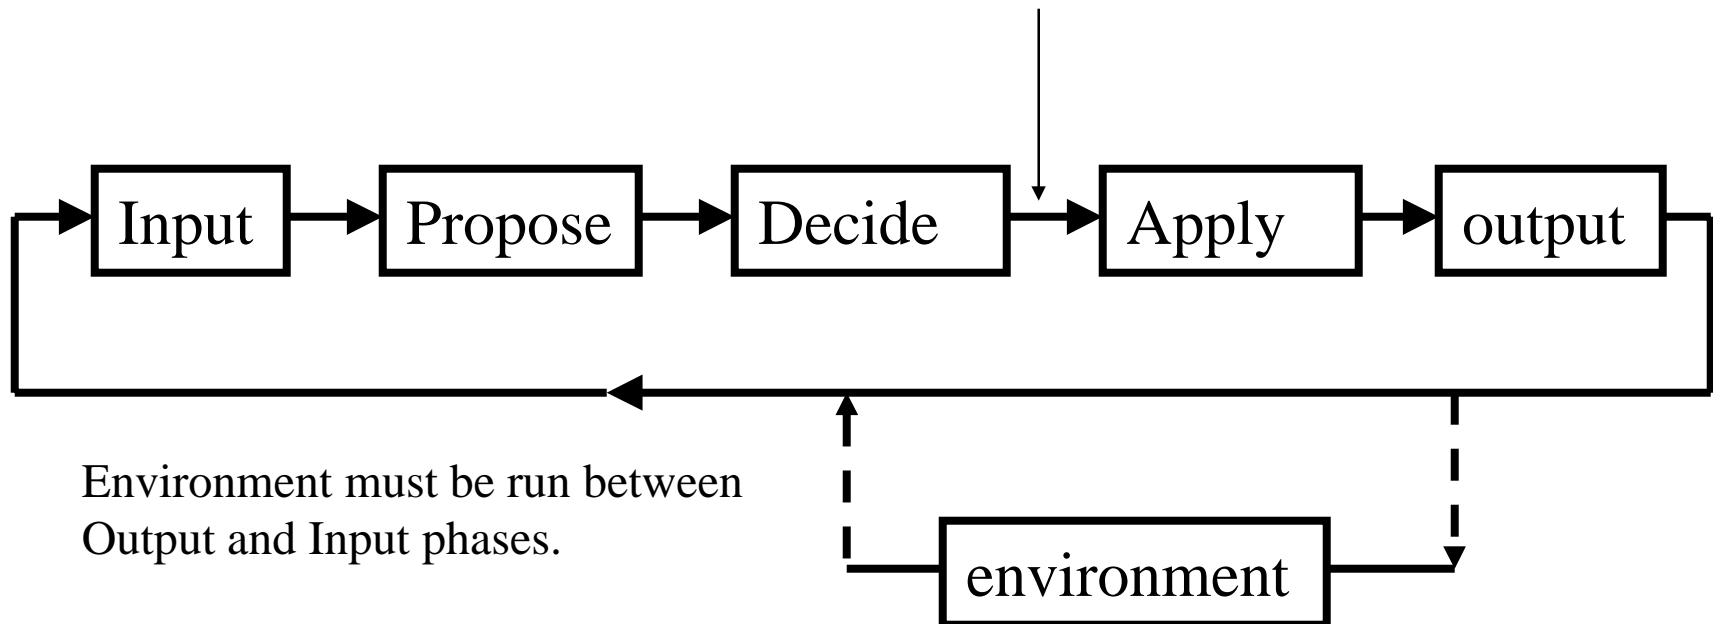 Input
Propose
Decide
Apply
output
Environment must be run between
Output and Input phases.
environment